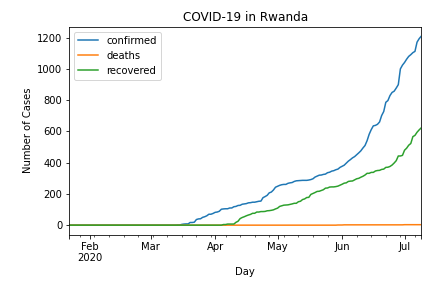 COVID-19 in Rwanda
confirmed
deaths
recovered
Number of Cases
1200
1000
800
600
400
200
0
Feb
2020
Mar
Apr
May
Jun
Jul
Day